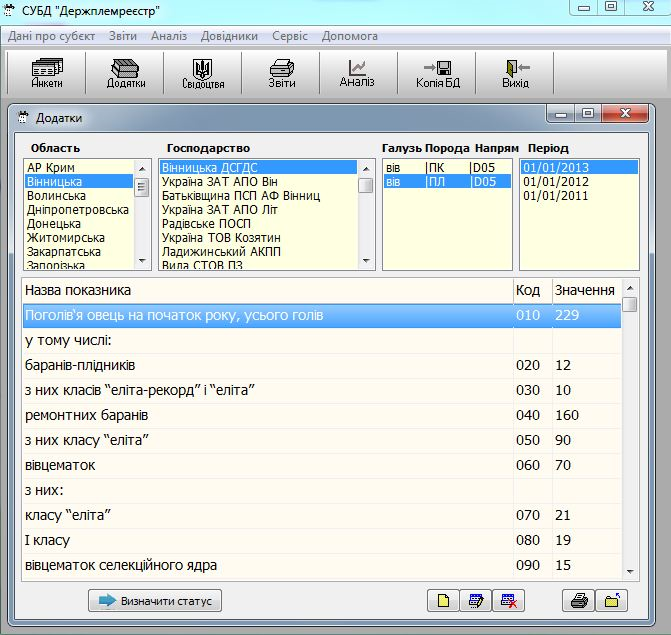 СУБД "Держплемреєстр"
Дані про субєкт Звіти Аналіз Довідники Сервіс Допомога
Анкети Додатки Свідоцтва Звіти Аналіз КопіяБД Вихід
Додатки
Область Господарство Галузь Порода Напрям Період
АР Крим
Вінницька
Волинська
Дніпропетровська
Донецька
Житомирська
Закарпатська
Запорізька
Вінницька ДСГДС
Україна ЗАТ АПО Він
Батьківщина ПСП АФ Вінниц
Україна ЗАТ АПО Літ
Радівське ПОСП
Україна ТОВ Козятин
Ладижинський АКПП
Вила СТОВ ПЗ
вів |ПК |D05
вів |ПЛ |D05
01/01/2013
01/01/2012
01/01/2011
Назва показника Код Значення
Поголів'я овець на початок року, усього голів 010 229
у тому числі:
баранів-плідників 020 12
з них класів “еліта-рекорд” і “еліта” 030 10
ремонтних баранів 040 160
з них класу “еліта” 050 90
вівцематок 060 70
з них:
класу “еліта” 070 21
І класу 080 19
вівцематок селекційного ядра 090 15
Визначити статус